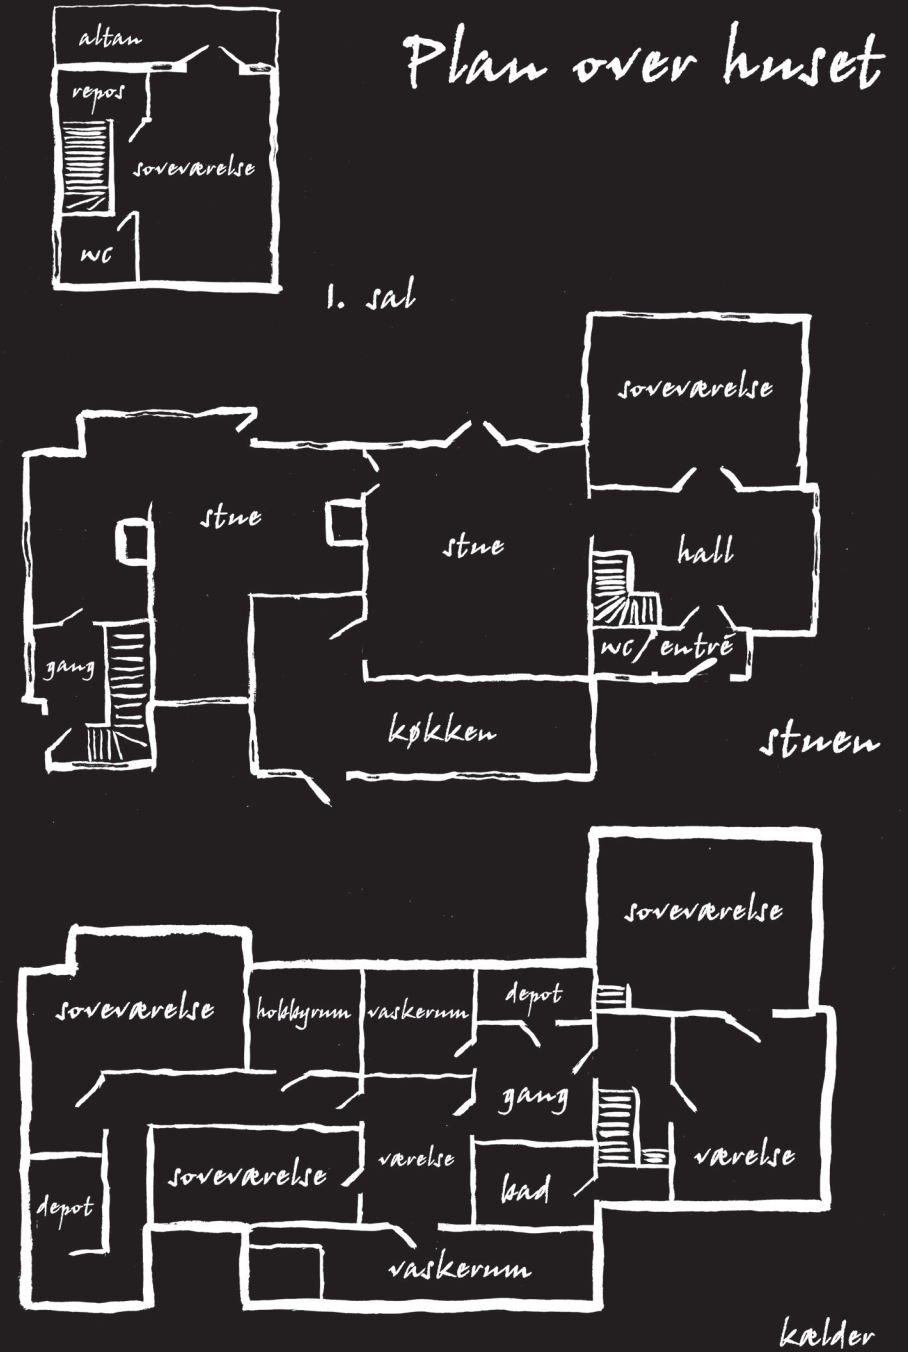 Plan over huset
altan
repos
soveværelse
wc
1. sal
soveværelse
stue
stue
hall
gang
wc/entré
køkken
stuen
soveværelse
soveværelse
hobbyrum
vaskerum
depot
gang
værelse
værelse
soveværelse
bad
depot
vaskerum
kælder